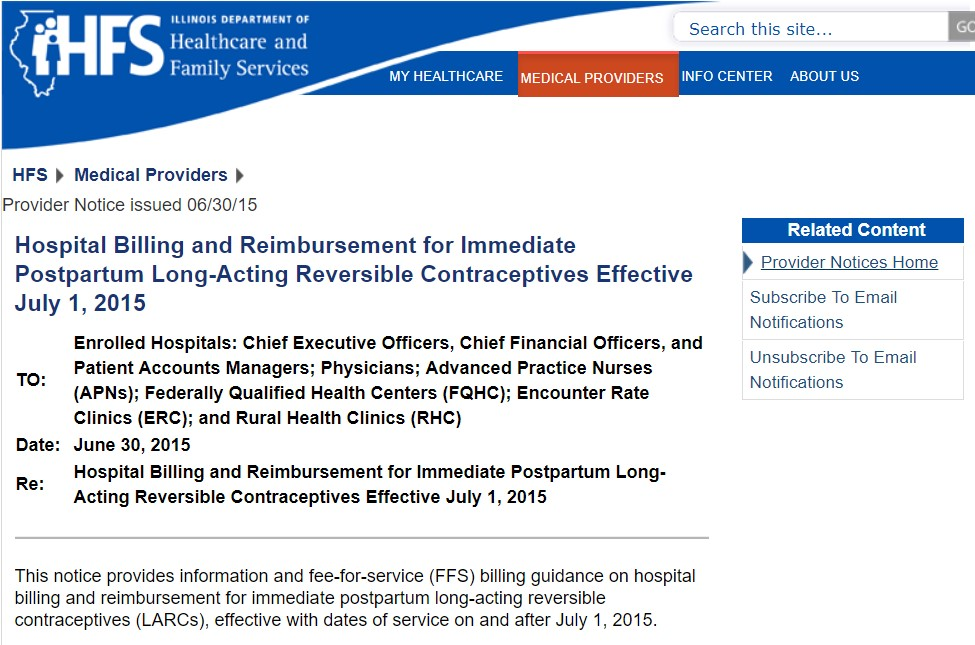 iHFS
ILLINOIS DEPARTMENT OF
Healthcare and
Family Services
Search this site...
GO
MY HEALTHCARE
MEDICAL PROVIDERS
INFO CENTER
ABOUT US
HFS Medical Providers
Provider Notice issued 06/30/15
Hospital Billing and Reimbursement for Immediate
Postpartum Long-Acting Reversible Contraceptives Effective
July 1, 2015
TO:
Enrolled Hospitals: Chief Executive Officers, Chief Financial Officers, and
Patient Accounts Managers; Physicians; Advanced Practice Nurses
(APNs); Federally Qualified Health Centers (FQHC); Encounter Rate
Clinics (ERC); and Rural Health Clinics (RHC)
Date: June 30, 2015
Re:
Hospital Billing and Reimbursement for Immediate Postpartum Long-
Acting Reversible Contraceptives Effective July 1, 2015
This notice provides information and fee-for-service (FFS) billing guidance on hospital
billing and reimbursement for immediate postpartum long-acting reversible
contraceptives (LARCs), effective with dates of service on and after July 1, 2015.
Related Content
Provider Notices Home
Subscribe To Email
Notifications
Unsubscribe To Email
Notifications